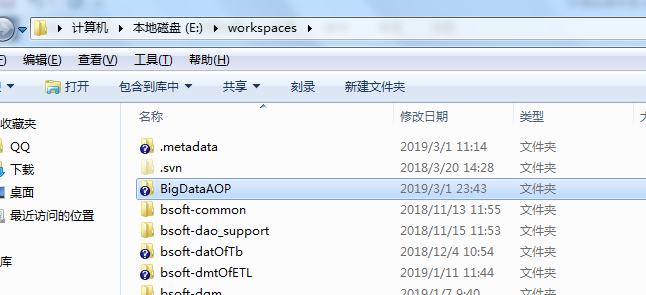 计算机 ▸ 本地磁盘 (E:) ▸ workspaces ▸
编辑(E) 查看(V) 工具(T) 帮助(H)
打开 包含到库中 共享 刻录 新建文件夹
名称 修改日期 类型
收藏夹
QQ
下载
桌面
最近访问的位置
库
.metadata 2019/3/1 11:14 文件夹
.svn 2018/3/20 14:28 文件夹
BigDataAOP 2019/3/1 23:43 文件夹
bsoft-common 2018/11/13 11:55 文件夹
bsoft-dao_support 2018/11/15 11:53 文件夹
bsoft-datOfTb 2018/12/4 10:54 文件夹
bsoft-dmtOfETL 2019/1/11 11:44 文件夹
bsoft-dqm 2019/1/7 9:40 文件夹